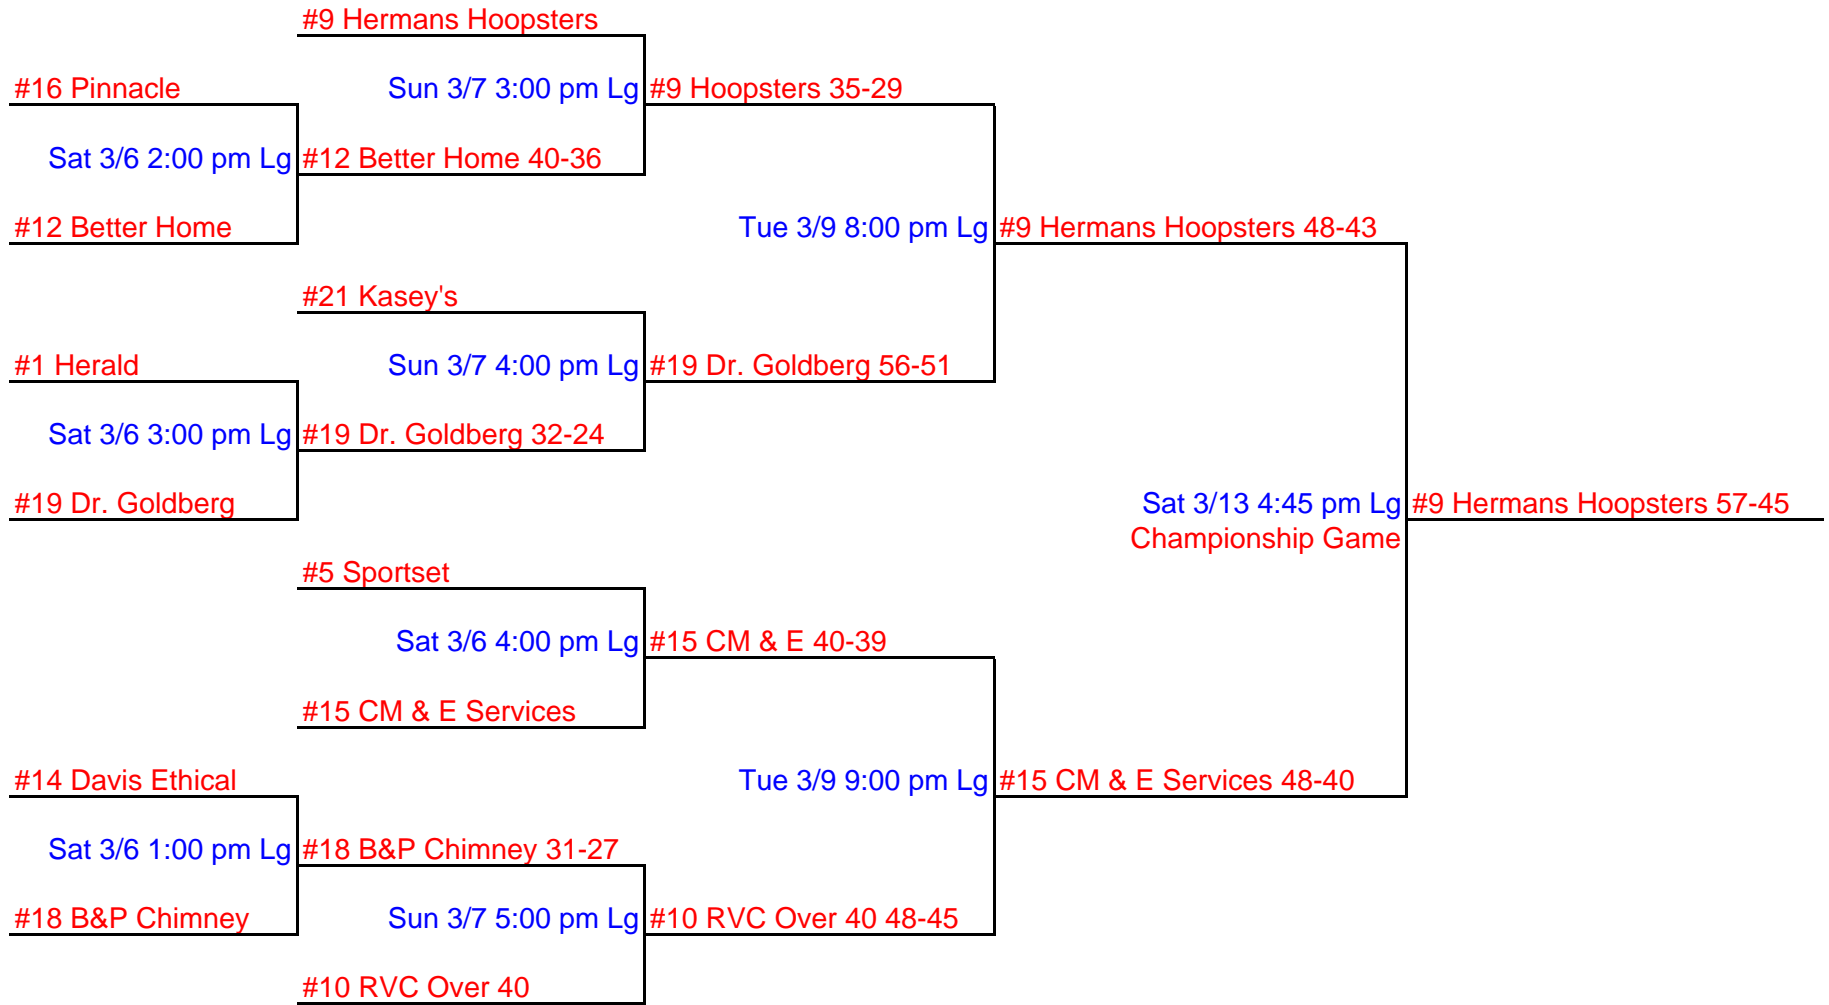 #9 Hermans Hoopsters
#16 Pinnacle
Sun 3/7 3:00 pm Lg
#9 Hoopsters 35-29
Sat 3/6 2:00 pm Lg
#12 Better Home 40-36
#12 Better Home
Tue 3/9 8:00 pm Lg
#9 Hermans Hoopsters 48-43
#21 Kasey's
#1 Herald
Sun 3/7 4:00 pm Lg
#19 Dr. Goldberg 56-51
Sat 3/6 3:00 pm Lg
#19 Dr. Goldberg 32-24
#19 Dr. Goldberg
Sat 3/13 4:45 pm Lg
#9 Hermans Hoopsters 57-45
Championship Game
#5 Sportset
Sat 3/6 4:00 pm Lg
#15 CM & E 40-39
#15 CM & E Services
#14 Davis Ethical
Tue 3/9 9:00 pm Lg
#15 CM & E Services 48-40
Sat 3/6 1:00 pm Lg
#18 B&P Chimney 31-27
#18 B&P Chimney
Sun 3/7 5:00 pm Lg
#10 RVC Over 40 48-45
#10 RVC Over 40